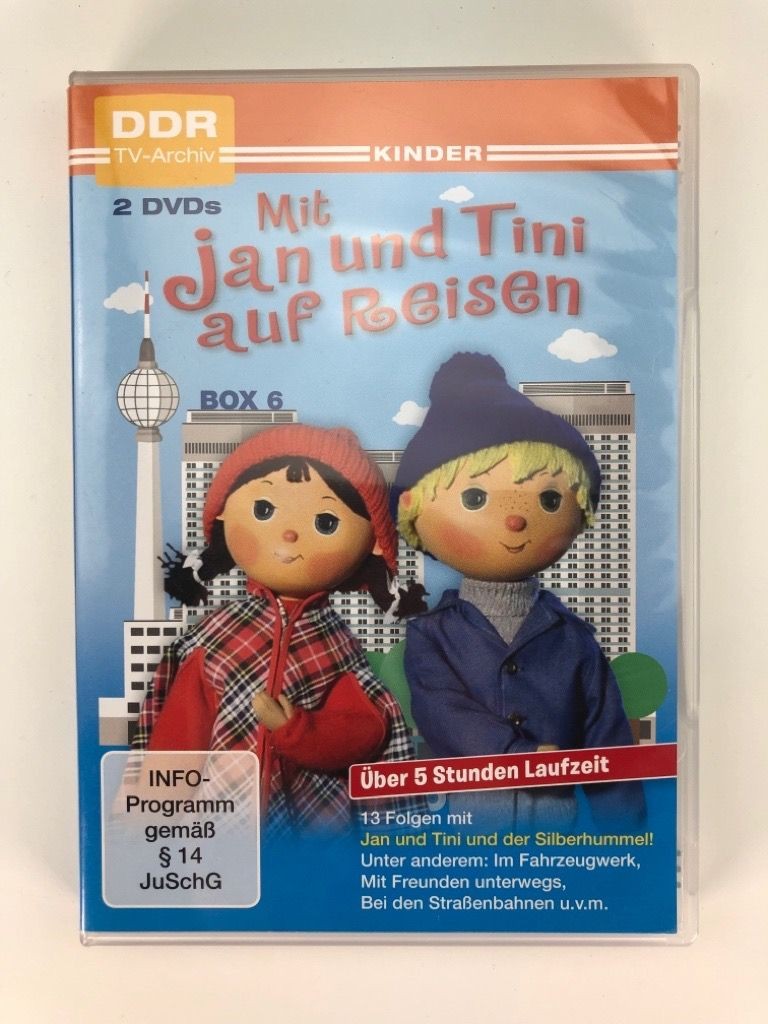 DDR
TV-Archiv
KINDER
2 DVDs
Mit
Jan und Tini
auf Reisen
BOX 6
Über 5 Stunden Laufzeit
INFO-
Programm
gemäß
§ 14
JuSchG
13 Folgen mit
Jan und Tini und der Silberhummel!
Unter anderem: Im Fahrzeugwerk,
Mit Freunden unterwegs,
Bei den Straßenbahnen u.v.m.